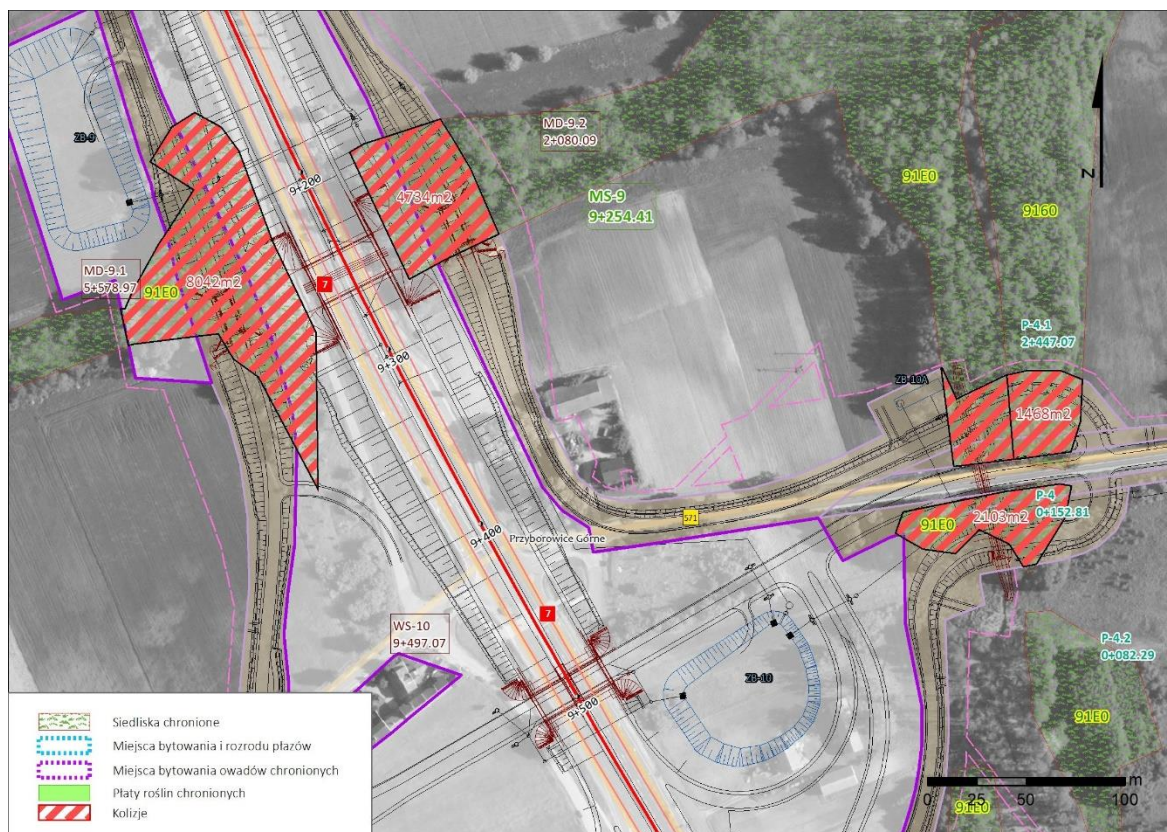 ZB-9
MD-9.2
2+080.09
9+200
4734m2
MS-9
9+254.41
91E0
9160
MD-9.1
5+578.97
8042m2
91E0
7
9+300
P-4.1
2+447.07
ZB-10A
1468m2
571
P-4
0+152.81
91E0
2103m2
9+400
Przyborowice Górne
7
WS-10
9+497.07
P-4.2
0+082.29
ZB-10
9+500
91E0
91E0
Z
Siedliska chronione
Miejsca bytowania i rozrodu płazów
Miejsca bytowania owadów chronionych
Płaty roślin chronionych
Kolizje
0 25 50 100 m